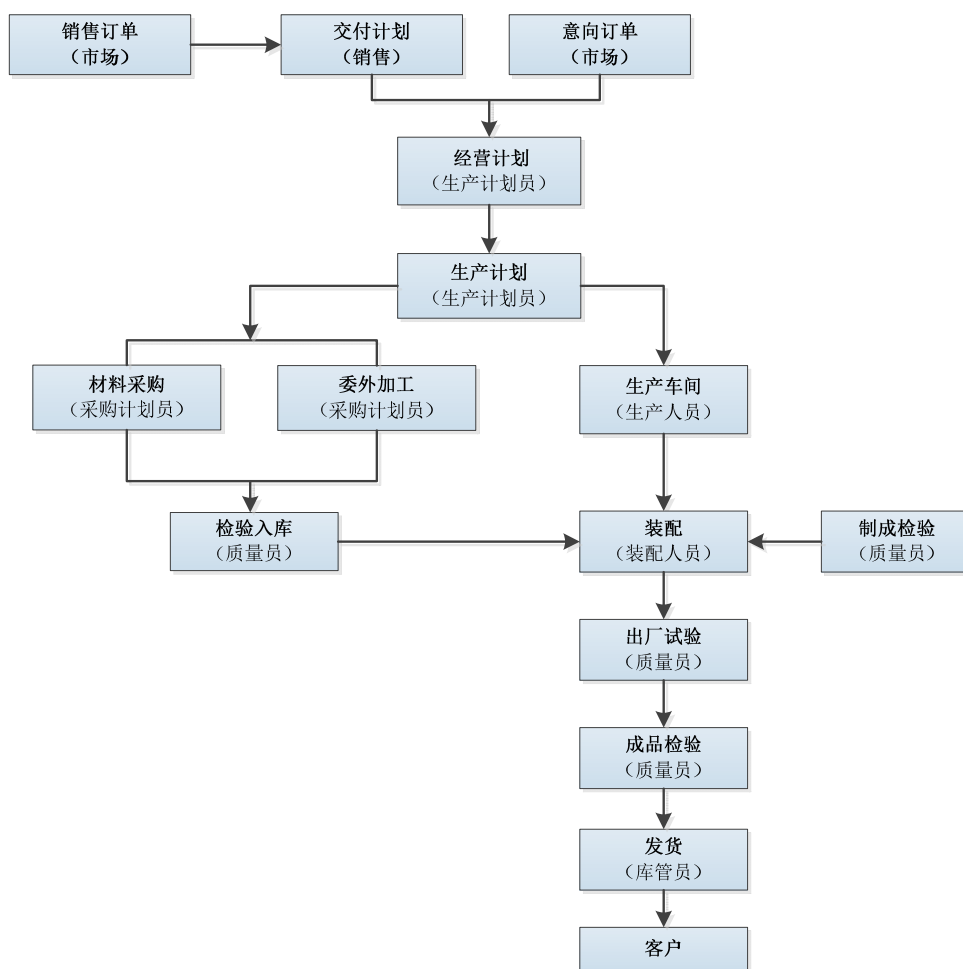 销售订单
（市场）
交付计划
（销售）
意向订单
（市场）
经营计划
（生产计划员）
生产计划
（生产计划员）
材料采购
（采购计划员）
委外加工
（采购计划员）
生产车间
（生产人员）
检验入库
（质量员）
装配
（装配人员）
制成检验
（质量员）
出厂试验
（质量员）
成品检验
（质量员）
发货
（库管员）
客户